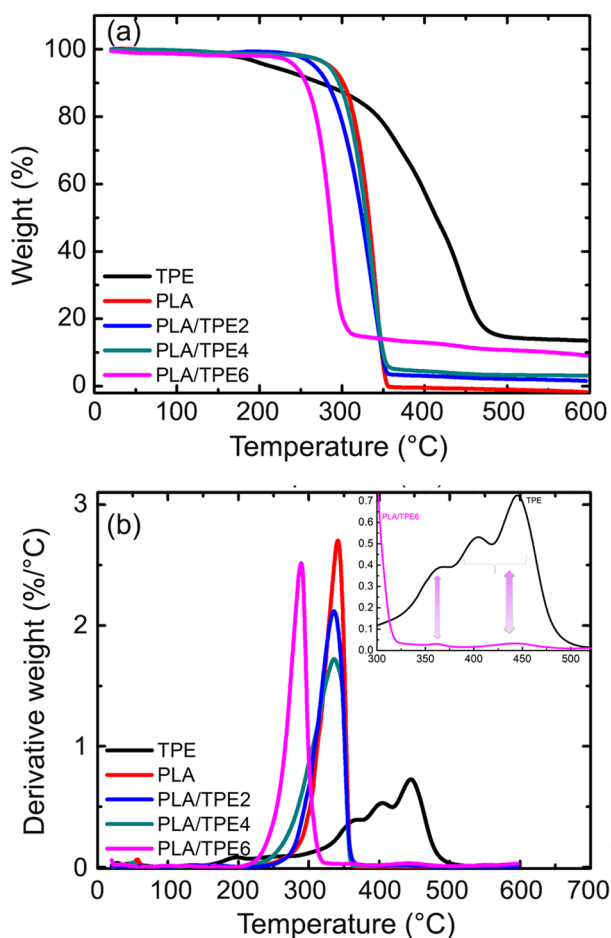 (a)
100
80
60
40
20
0
Weight (%)
TPE
PLA
PLA/TPE2
PLA/TPE4
PLA/TPE6
0 100 200 300 400 500 600
Temperature (°C)
(b)
3
2
1
0
Derivative weight (%/°C)
TPE
PLA
PLA/TPE2
PLA/TPE4
PLA/TPE6
0.7
0.6
0.5
0.4
0.3
0.2
0.1
0.0
PLA/TPE6
TPE
300 350 400 450 500
0 100 200 300 400 500 600 700
Temperature (°C)